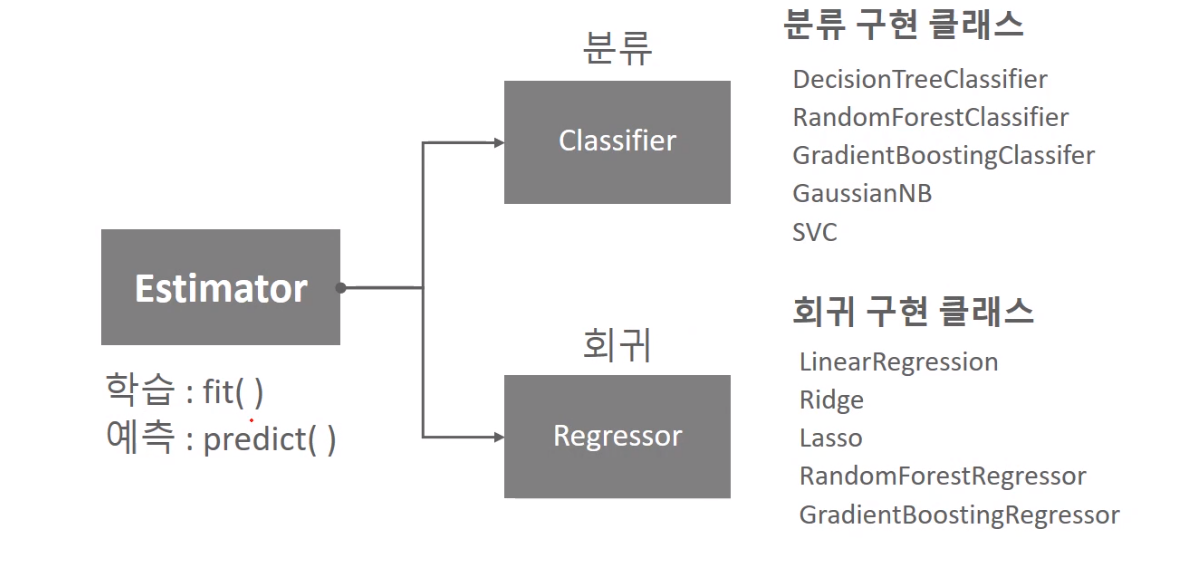 Estimator
학습 : fit( )
예측 : predict( )
분류
Classifier
회귀
Regressor
분류 구현 클래스
DecisionTreeClassifier
RandomForestClassifier
GradientBoostingClassifer
GaussianNB
SVC
회귀 구현 클래스
LinearRegression
Ridge
Lasso
RandomForestRegressor
GradientBoostingRegressor